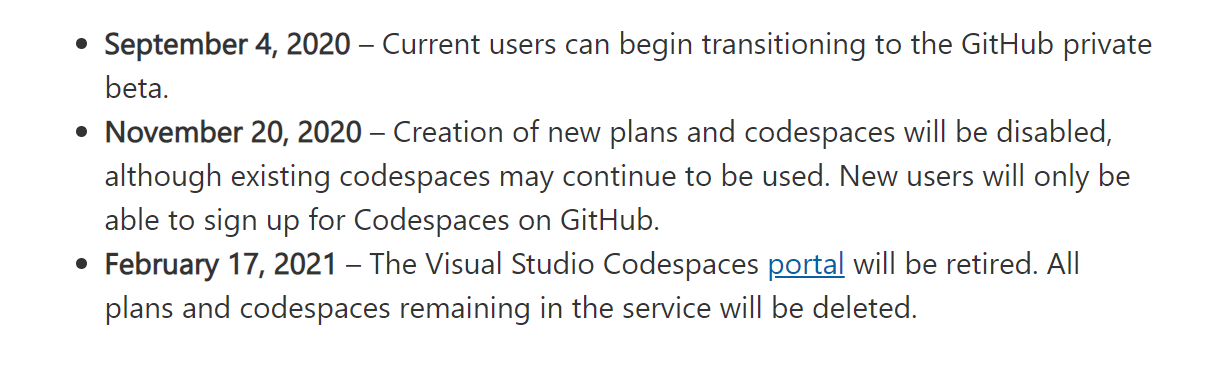 • September 4, 2020 – Current users can begin transitioning to the GitHub private
beta.
• November 20, 2020 – Creation of new plans and codespaces will be disabled,
although existing codespaces may continue to be used. New users will only be
able to sign up for Codespaces on GitHub.
• February 17, 2021 – The Visual Studio Codespaces portal will be retired. All
plans and codespaces remaining in the service will be deleted.